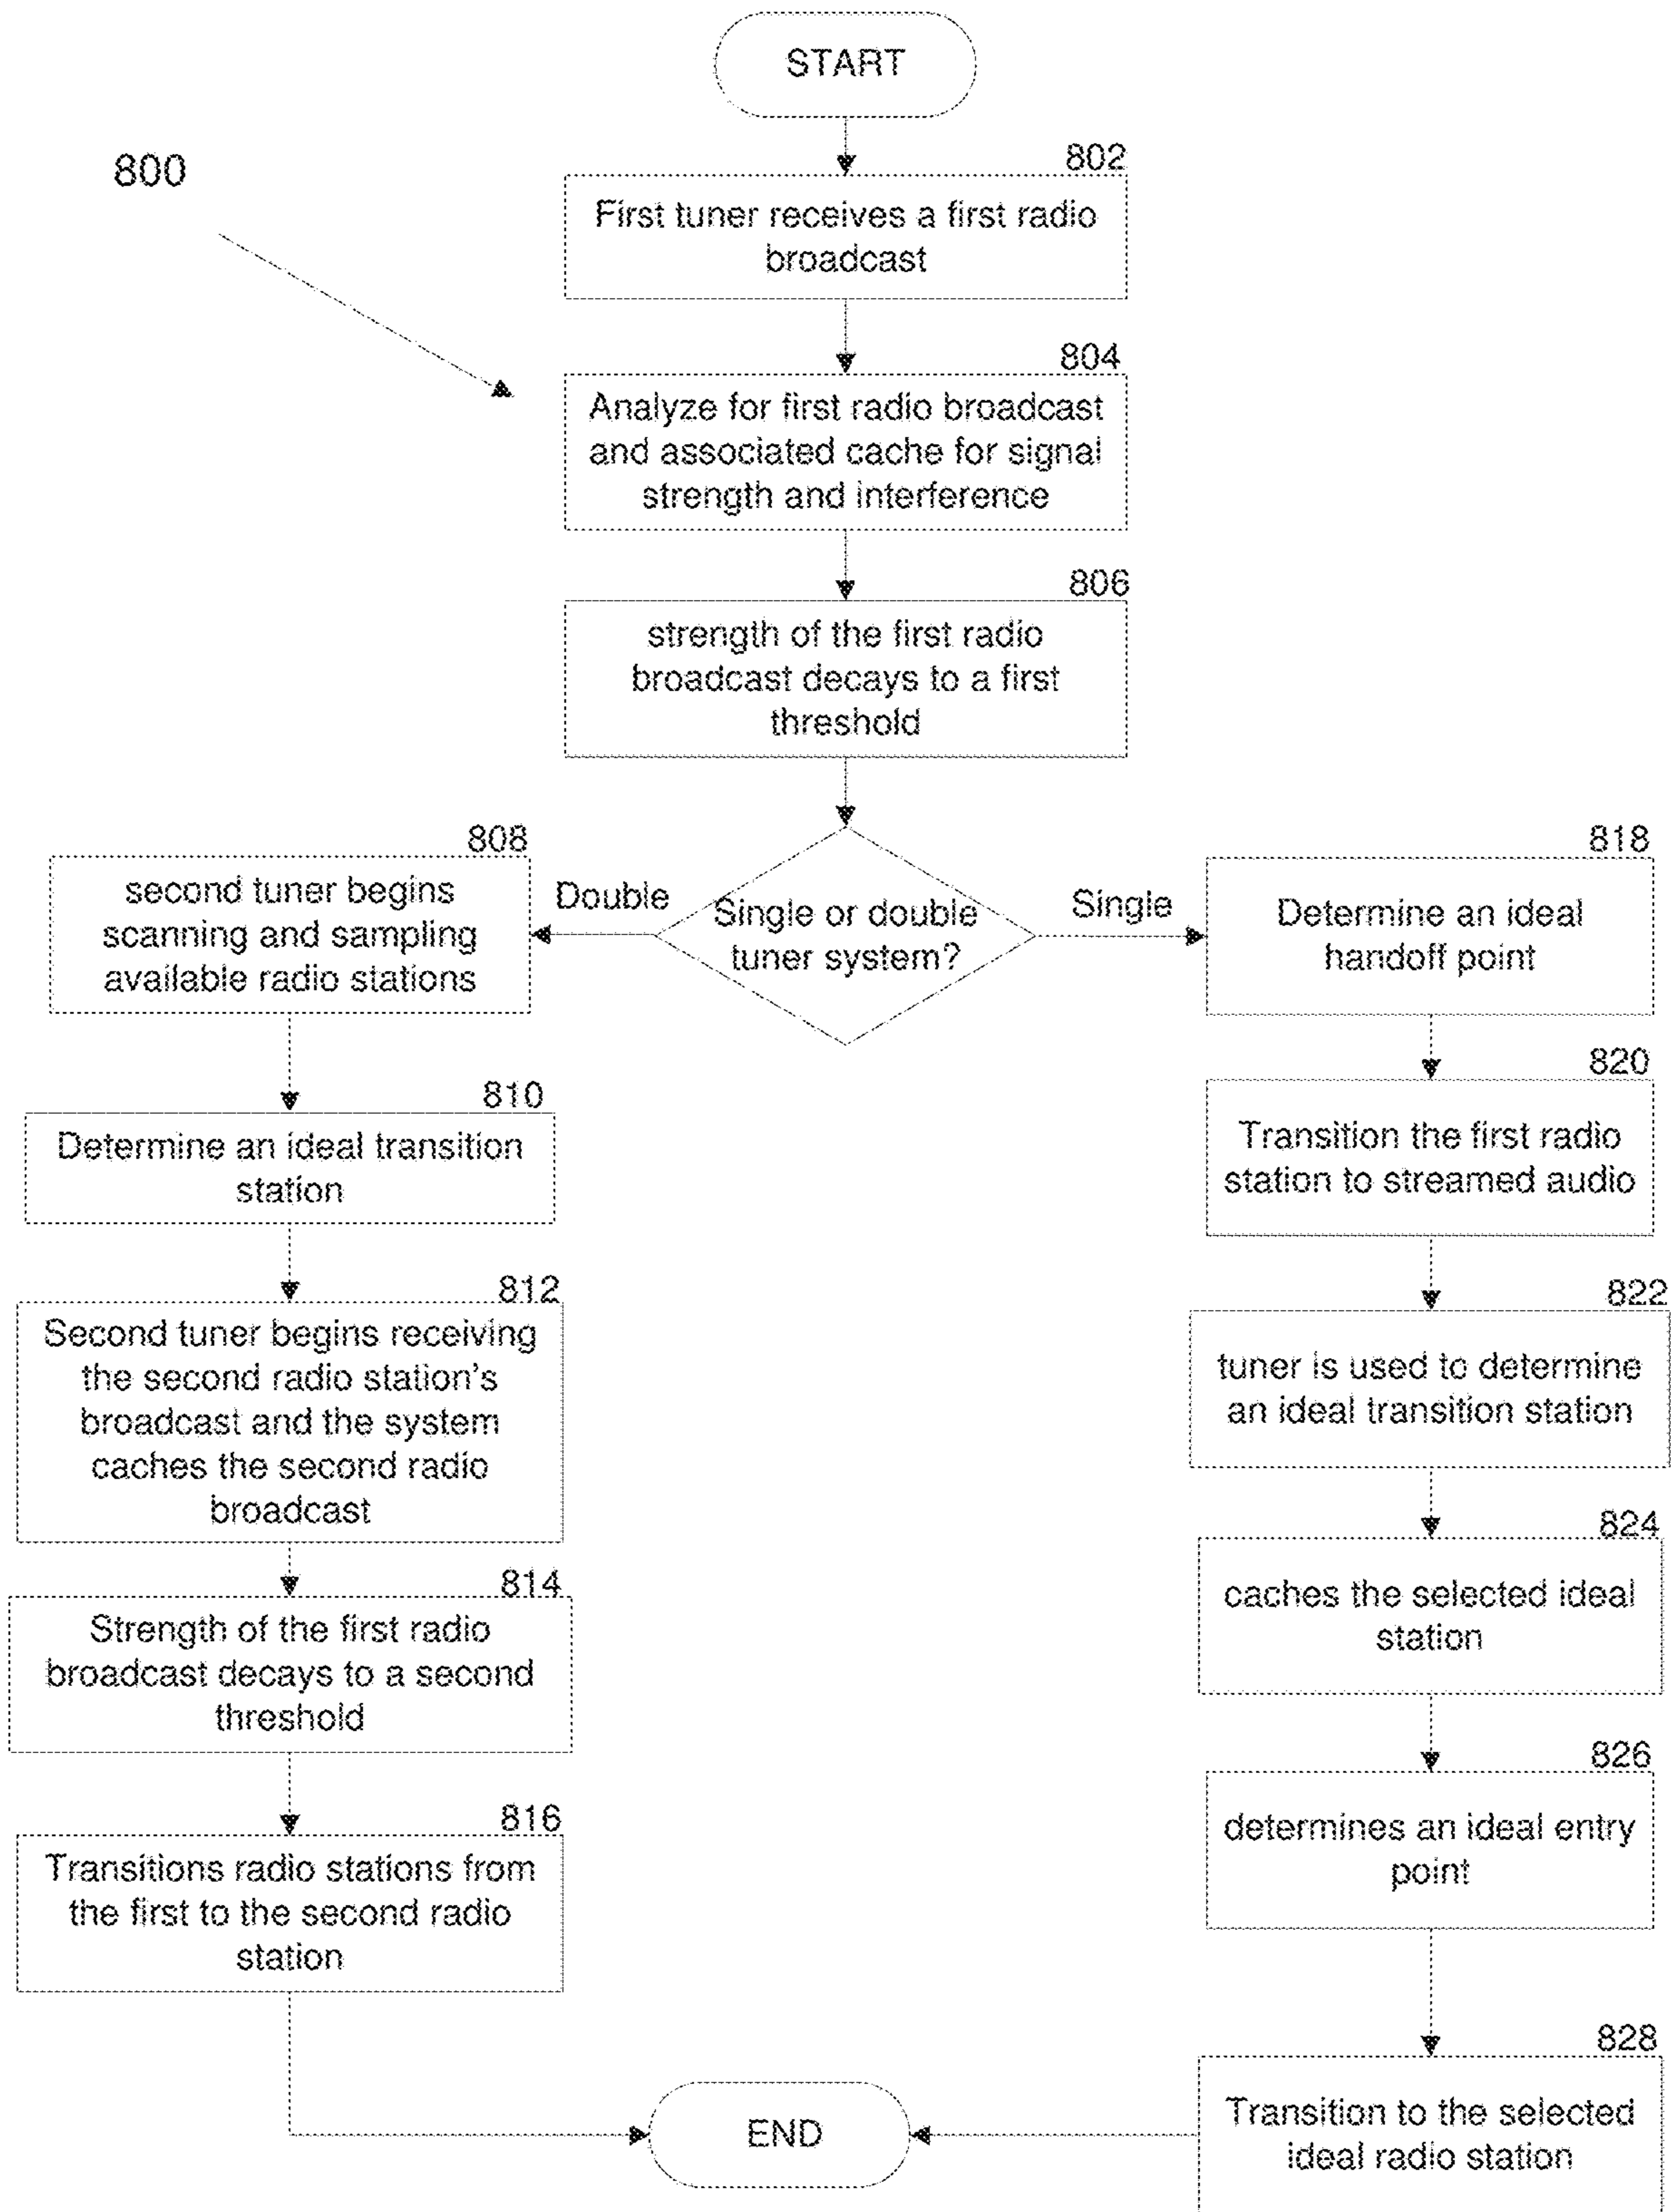 START
800
802
First tuner receives a first radio
broadcast
804
Analyze for first radio broadcast
and associated cache for signal
strength and interference
806
strength of the first radio
broadcast decays to a first
threshold
Single or double
tuner system?
Double
Single
808
second tuner begins
scanning and sampling
available radio stations
810
Determine an ideal transition
station
812
Second tuner begins receiving
the second radio station's
broadcast and the system
caches the second radio
broadcast
814
Strength of the first radio
broadcast decays to a second
threshold
816
Transitions radio stations from
the first to the second radio
station
818
Determine an ideal
handoff point
820
Transition the first radio
station to streamed audio
822
tuner is used to determine
an ideal transition station
824
caches the selected ideal
station
826
determines an ideal entry
point
828
Transition to the selected
ideal radio station
END